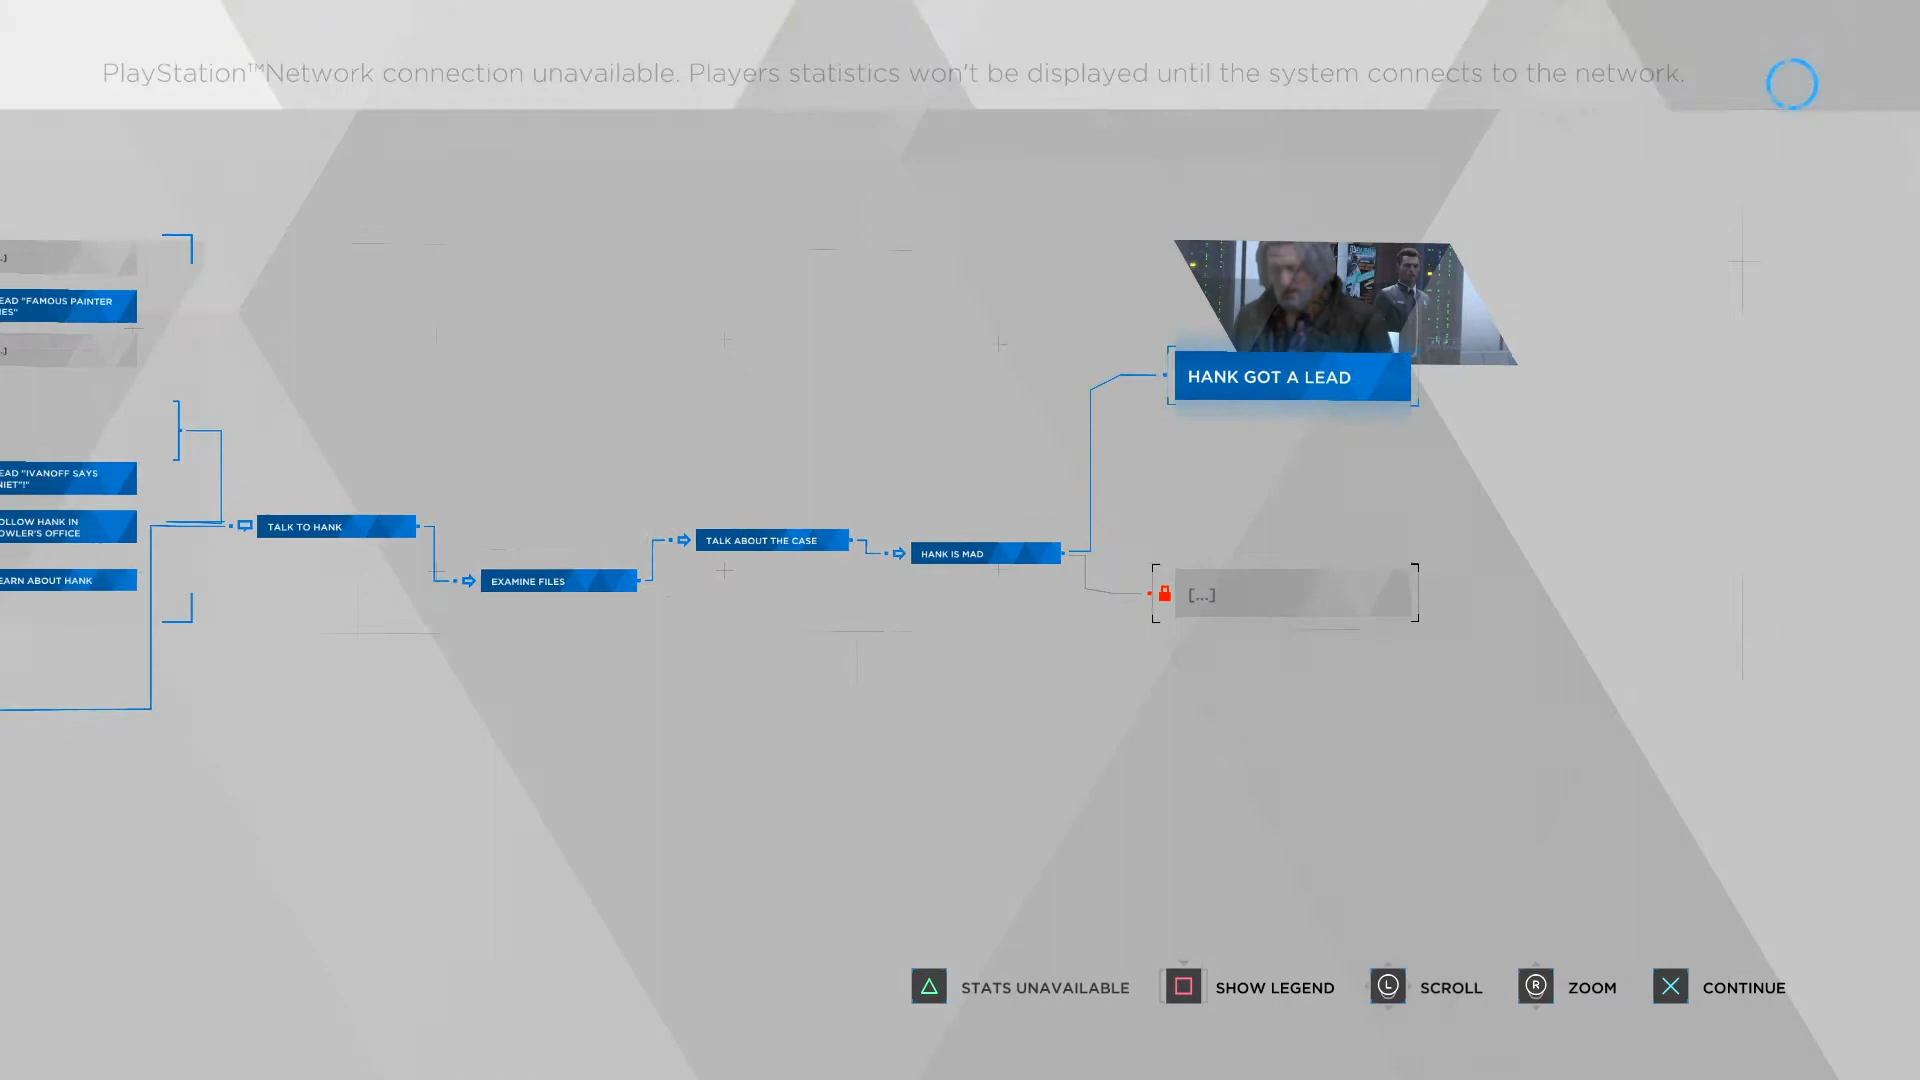 PlayStation™Network connection unavailable. Players statistics won't be displayed until the system connects to the network.
..]
EAD "FAMOUS PAINTER
IES"
..]
EAD "IVANOFF SAYS
NIET"!"
OLLOW HANK IN
OWLER'S OFFICE
EARN ABOUT HANK
TALK TO HANK
EXAMINE FILES
TALK ABOUT THE CASE
HANK IS MAD
HANK GOT A LEAD
[...]
STATS UNAVAILABLE
SHOW LEGEND
L
SCROLL
R
ZOOM
CONTINUE